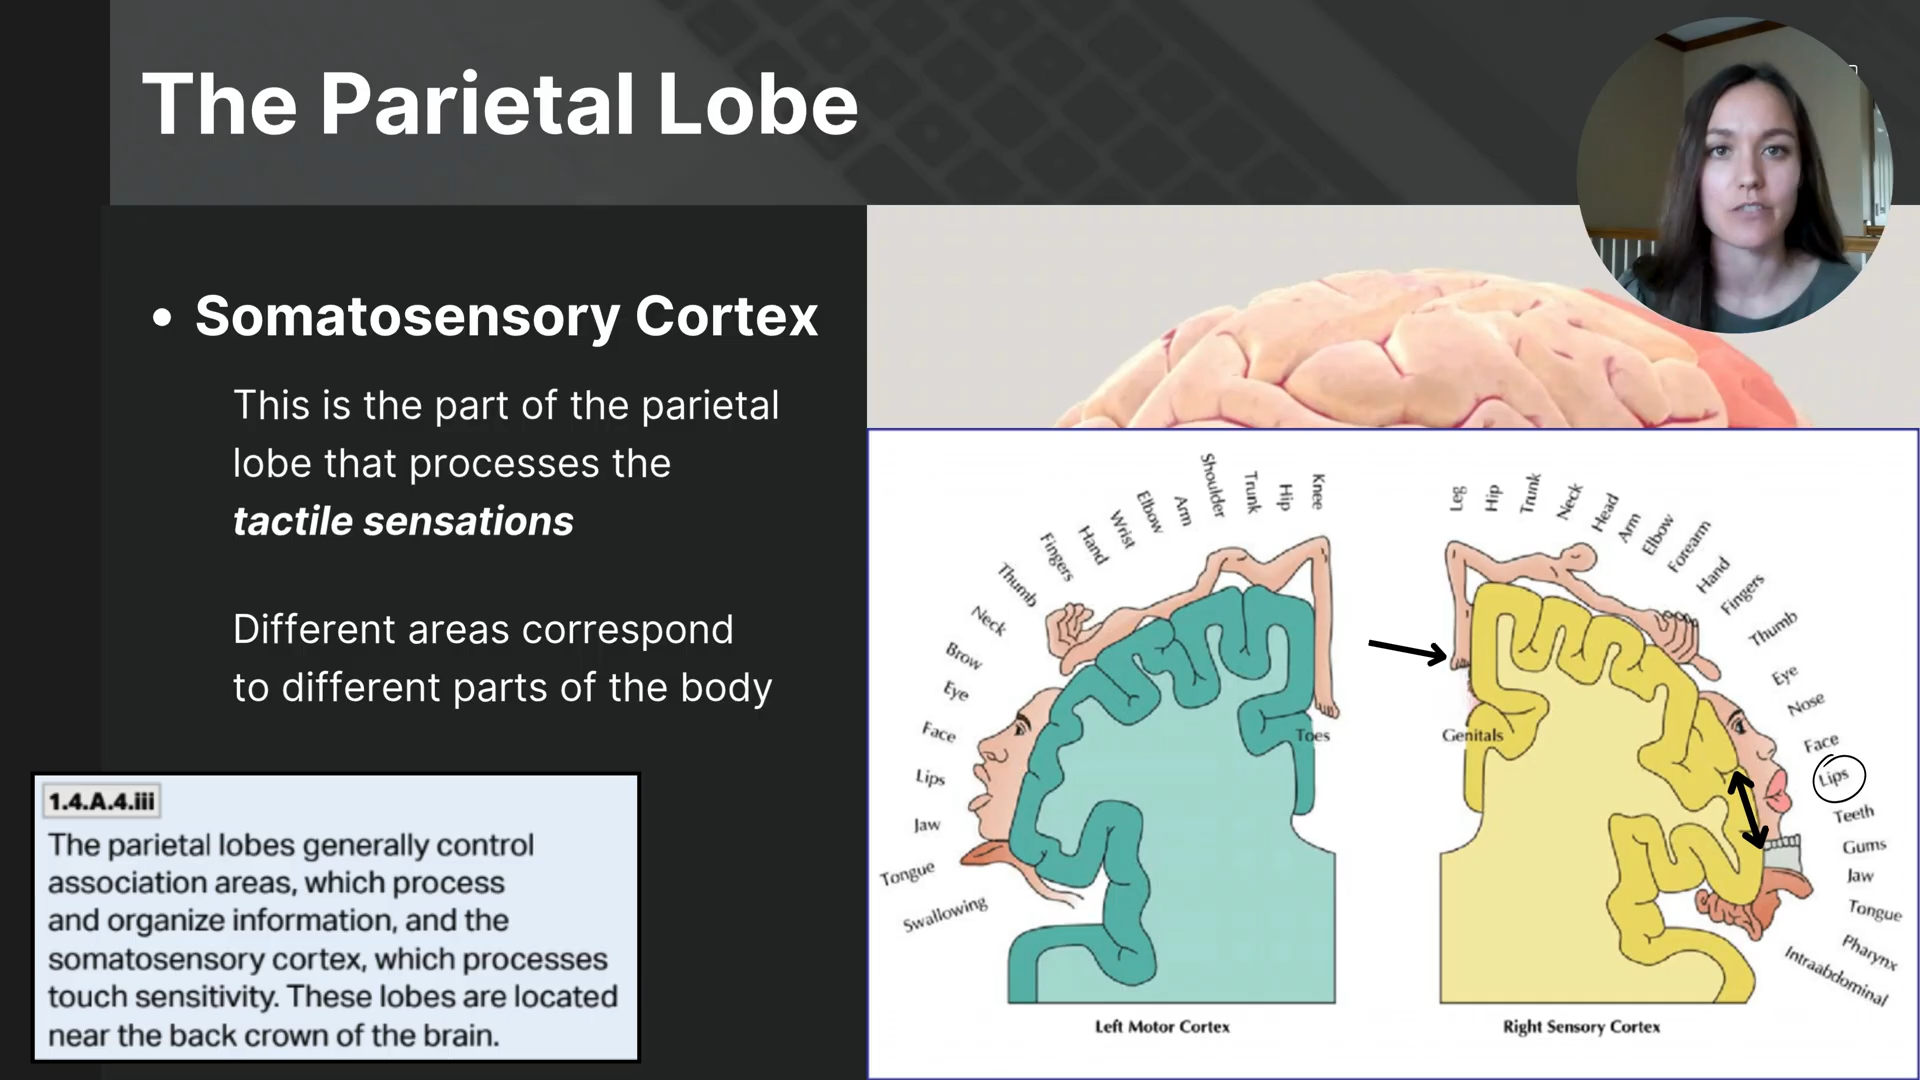 The Parietal Lobe
• Somatosensory Cortex
This is the part of the parietal
lobe that processes the
tactile sensations
Different areas correspond
to different parts of the body
1.4.A.4.iii
The parietal lobes generally control
association areas, which process
and organize information, and the
somatosensory cortex, which processes
touch sensitivity. These lobes are located
near the back crown of the brain.
Knee
Hip
Trunk
Shoulder
Arm
Elbow
Wrist
Hand
Fingers
Thumb
Neck
Brow
Eye
Face
Lips
Jaw
Tongue
Swallowing
Toes
Left Motor Cortex
Leg
Hip
Trunk
Neck
Head
Arm
Elbow
Forearm
Hand
Fingers
Thumb
Eye
Nose
Face
Lips
Teeth
Gums
Jaw
Tongue
Pharynx
Intraabdominal
Genitals
Right Sensory Cortex